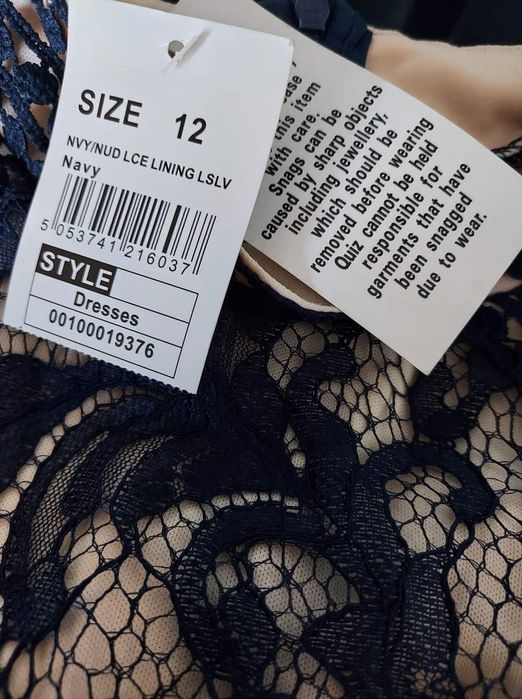 SIZE 12
NVY/NUD LCE LINING LSLV
Navy
5 053741 216037
STYLE
Dresses
00100019376
this item
with care.
Snags can be
caused by sharp objects
including jewellery,
which should be
removed before wearing
Quiz cannot be held
responsible for
garments that have
been snagged
due to wear.